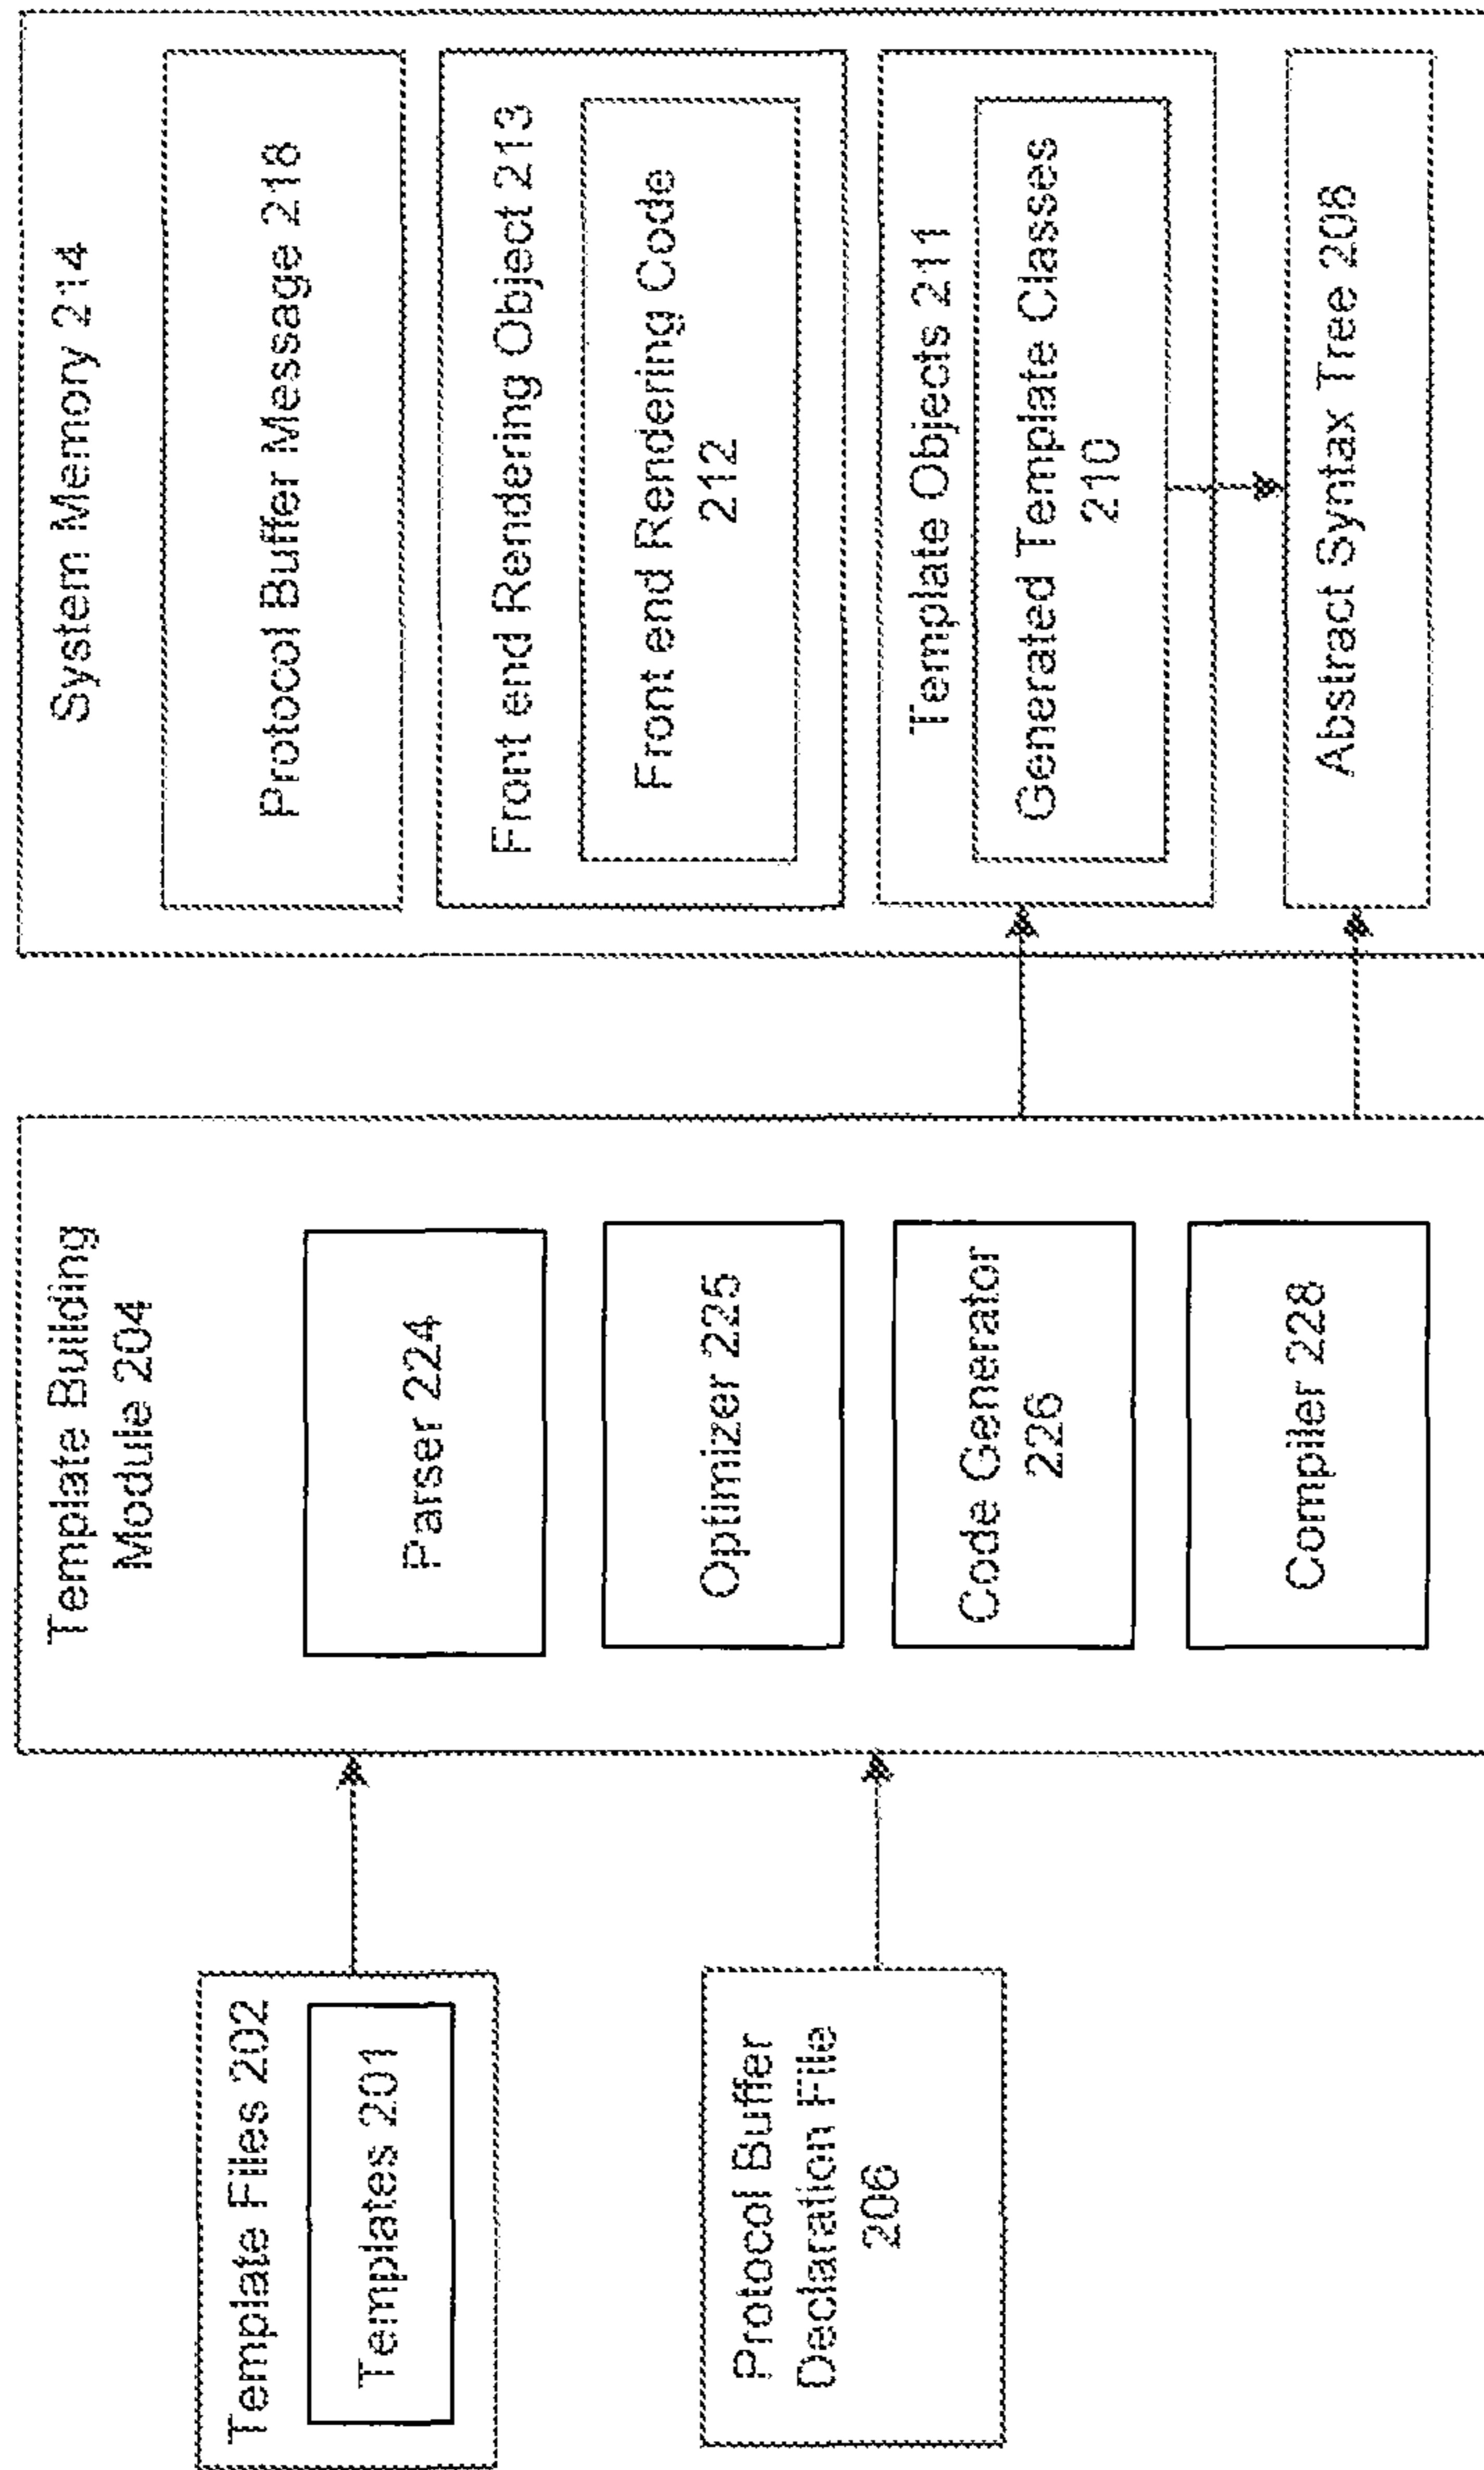 Template Files 202
Templates 201
Protocol Buffer
Declaration File
206
Template Building
Module 204
Parser 224
Optimizer 225
Code Generator
226
Compiler 228
System Memory 214
Protocol Buffer Message 218
Front end Rendering Object 213
Front end Rendering Code
212
Template Objects 211
Generated Template Classes
210
Abstract Syntax Tree 208